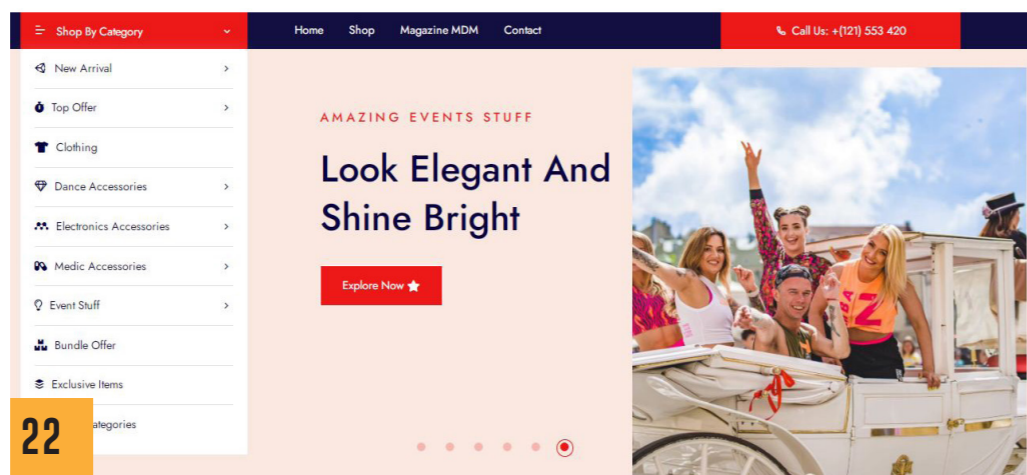 Shop By Category
Home Shop Magazine MDM Contact
Call Us: +(121) 553 420
New Arrival
Top Offer
Clothing
Dance Accessories
Electronics Accessories
Medic Accessories
Event Stuff
Bundle Offer
Exclusive Items
AMAZING EVENTS STUFF
Look Elegant And
Shine Bright
Explore Now
22